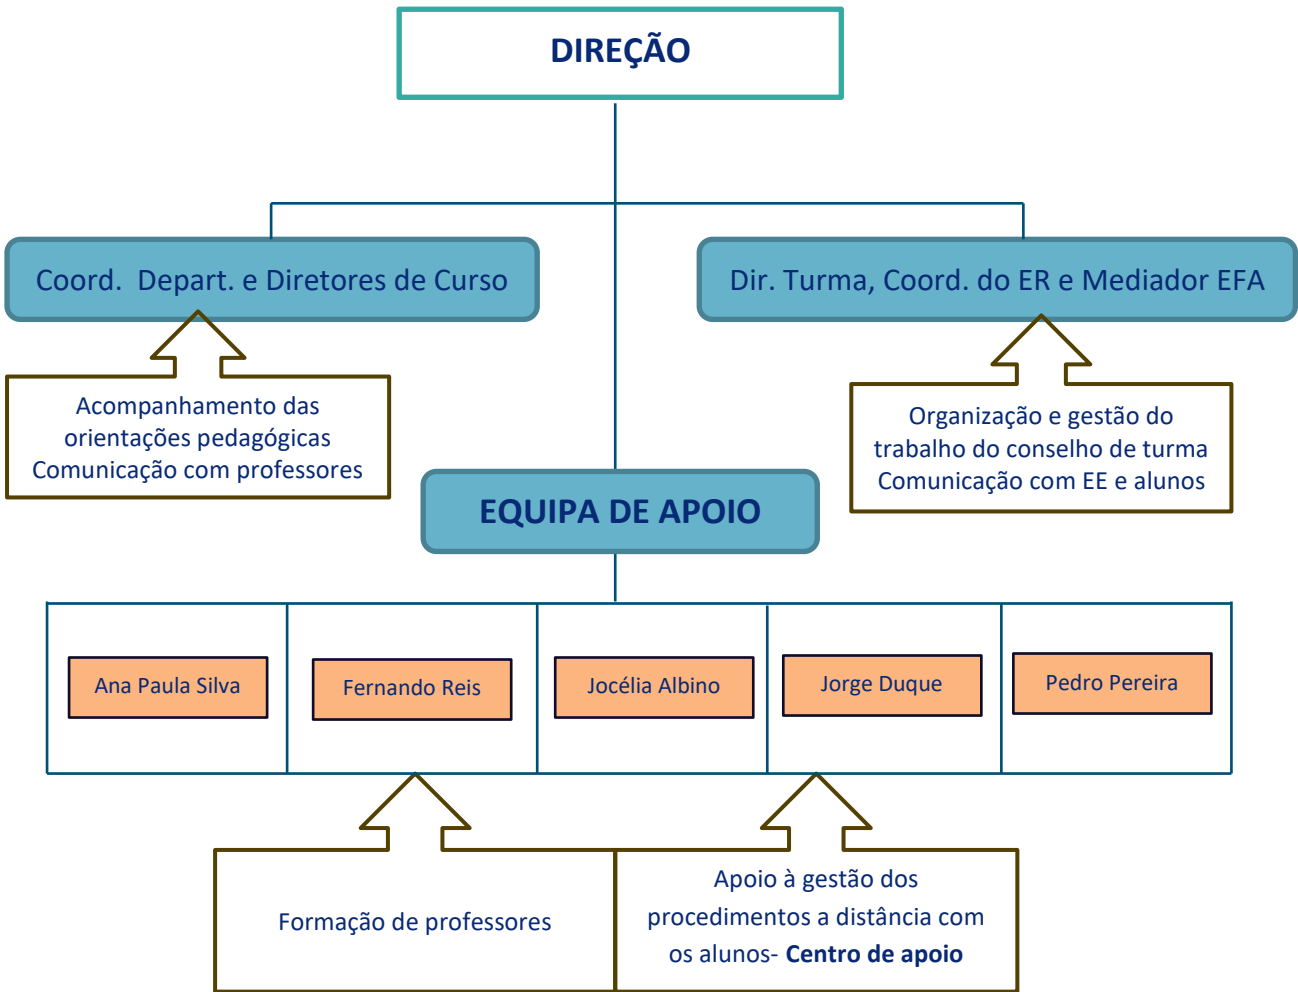 DIREÇÃO
Coord. Depart. e Diretores de Curso
Dir. Turma, Coord. do ER e Mediador EFA
Acompanhamento das
orientações pedagógicas
Comunicação com professores
Organização e gestão do
trabalho do conselho de turma
Comunicação com EE e alunos
EQUIPA DE APOIO
Ana Paula Silva
Fernando Reis
Jocélia Albino
Jorge Duque
Pedro Pereira
Formação de professores
Apoio à gestão dos
procedimentos a distância com
os alunos- Centro de apoio